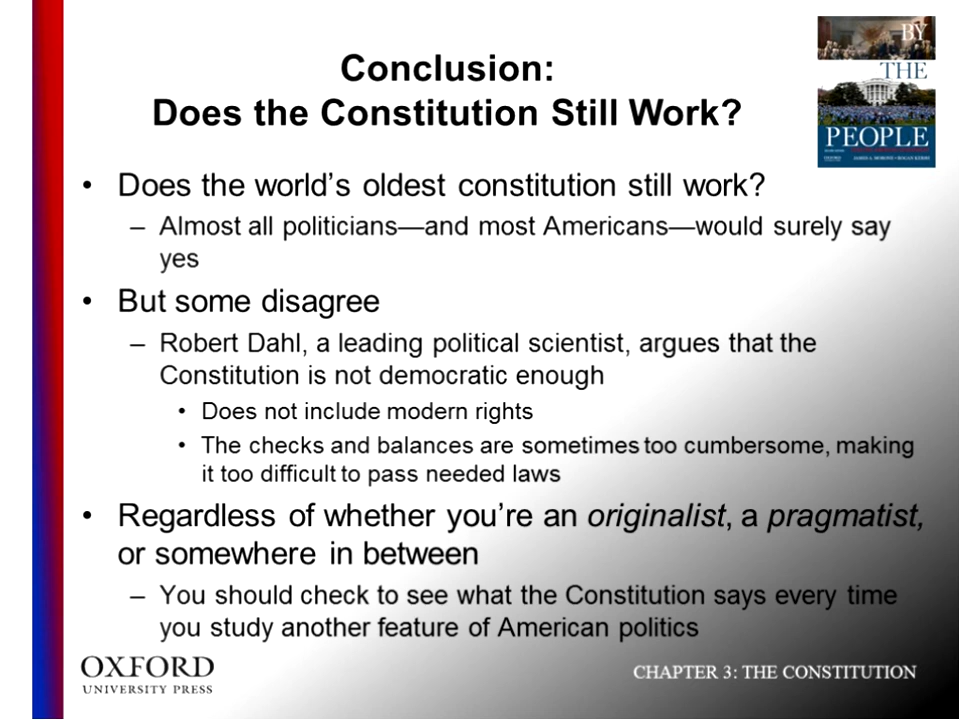 Conclusion:
Does the Constitution Still Work?
BY
THE
PEOPLE
JAMES A. MORONE • ROGAN KERSH
• Does the world’s oldest constitution still work?
– Almost all politicians—and most Americans—would surely say
yes
• But some disagree
– Robert Dahl, a leading political scientist, argues that the
Constitution is not democratic enough
• Does not include modern rights
• The checks and balances are sometimes too cumbersome, making
it too difficult to pass needed laws
• Regardless of whether you’re an originalist, a pragmatist,
or somewhere in between
– You should check to see what the Constitution says every time
you study another feature of American politics
OXFORD
UNIVERSITY PRESS
CHAPTER 3: THE CONSTITUTION